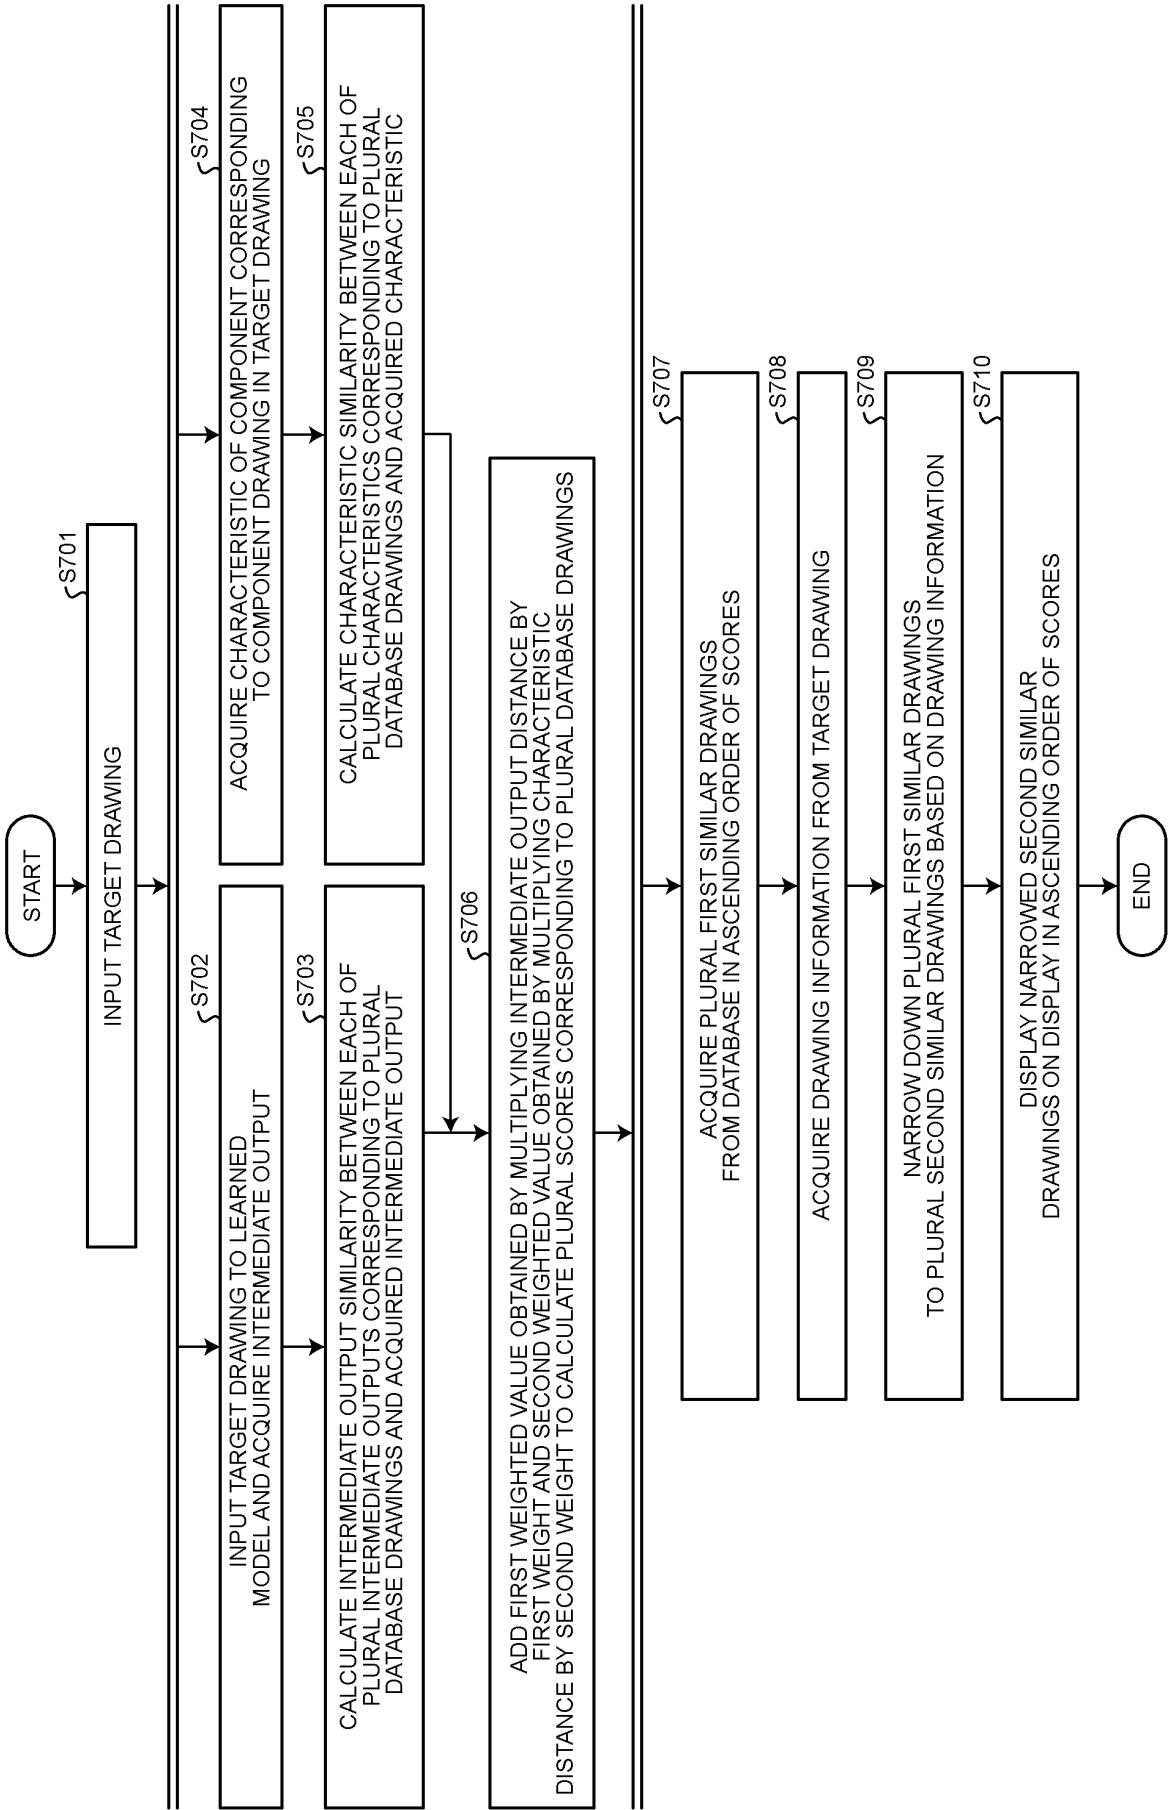 START
S701
INPUT TARGET DRAWING
S702
INPUT TARGET DRAWING TO LEARNED
MODEL AND ACQUIRE INTERMEDIATE OUTPUT
S703
CALCULATE INTERMEDIATE OUTPUT SIMILARITY BETWEEN EACH OF
PLURAL INTERMEDIATE OUTPUTS CORRESPONDING TO PLURAL
DATABASE DRAWINGS AND ACQUIRED INTERMEDIATE OUTPUT
S704
ACQUIRE CHARACTERISTIC OF COMPONENT CORRESPONDING
TO COMPONENT DRAWING IN TARGET DRAWING
S705
CALCULATE CHARACTERISTIC SIMILARITY BETWEEN EACH OF
PLURAL CHARACTERISTICS CORRESPONDING TO PLURAL
DATABASE DRAWINGS AND ACQUIRED CHARACTERISTIC
S706
ADD FIRST WEIGHTED VALUE OBTAINED BY MULTIPLYING INTERMEDIATE OUTPUT DISTANCE BY
FIRST WEIGHT AND SECOND WEIGHTED VALUE OBTAINED BY MULTIPLYING CHARACTERISTIC
DISTANCE BY SECOND WEIGHT TO CALCULATE PLURAL SCORES CORRESPONDING TO PLURAL DATABASE DRAWINGS
S707
ACQUIRE PLURAL FIRST SIMILAR DRAWINGS
FROM DATABASE IN ASCENDING ORDER OF SCORES
S708
ACQUIRE DRAWING INFORMATION FROM TARGET DRAWING
S709
NARROW DOWN PLURAL FIRST SIMILAR DRAWINGS
TO PLURAL SECOND SIMILAR DRAWINGS BASED ON DRAWING INFORMATION
S710
DISPLAY NARROWED SECOND SIMILAR
DRAWINGS ON DISPLAY IN ASCENDING ORDER OF SCORES
END